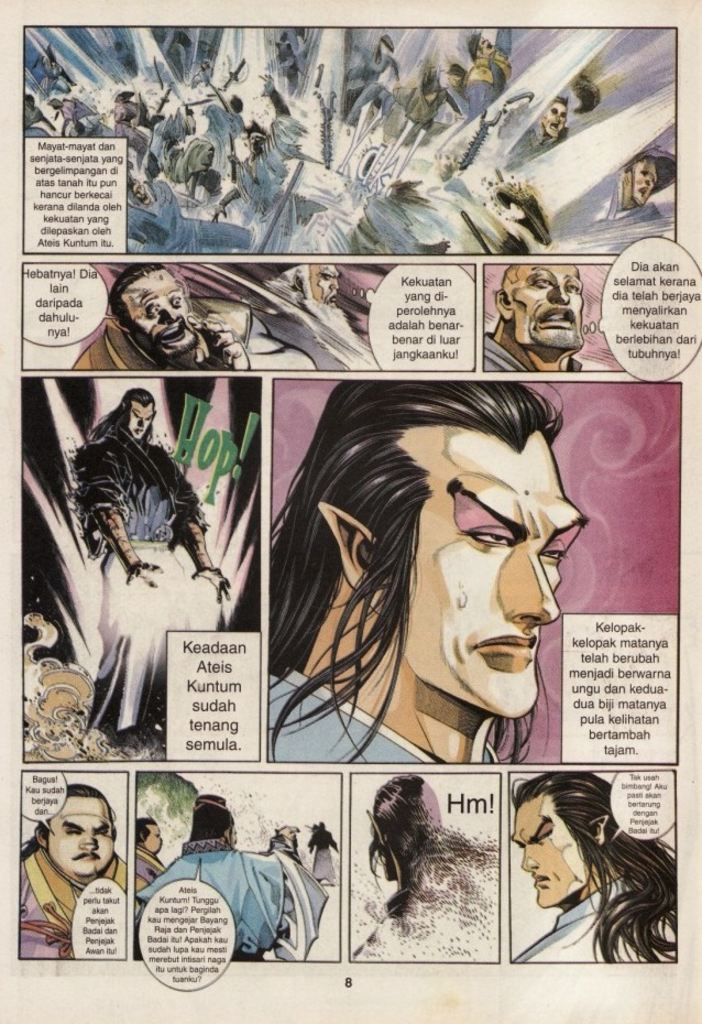 Mayat-mayat dan
senjata-senjata yang
bergelimpangan di
atas tanah itu pun
hancur berkecai
kerana dilanda oleh
kekuatan yang
dilepaskan oleh
Ateis Kuntum itu.
Hebatnya! Dia
lain
daripada
dahulu-
nya!
Kekuatan
yang di-
perolehnya
adalah benar-
benar di luar
jangkaanku!
Dia akan
selamat kerana
dia telah berjaya
menyalirkan
kekuatan
berlebihan dari
tubuhnya!
Hop!
Keadaan
Ateis
Kuntum
sudah
tenang
semula.
Kelopak-
kelopak matanya
telah berubah
menjadi berwarna
ungu dan kedua-
dua biji matanya
pula kelihatan
bertambah
tajam.
Bagus!
Kau sudah
berjaya
dan...
...tidak
perlu takut
akan
Penjejak
Badai dan
Penjejak
Awan itu!
Ateis
Kuntum! Tunggu
apa lagi? Pergilah
kau mengejar Bayang
Raja dan Penjejak
Badai itu! Apakah kau
sudah lupa kau mesti
merebut intisari naga
itu untuk baginda
tuanku?
Hm!
Tak usah
bimbang! Aku
pasti akan
bertarung
dengan
Penjejak
Badai itu!
8